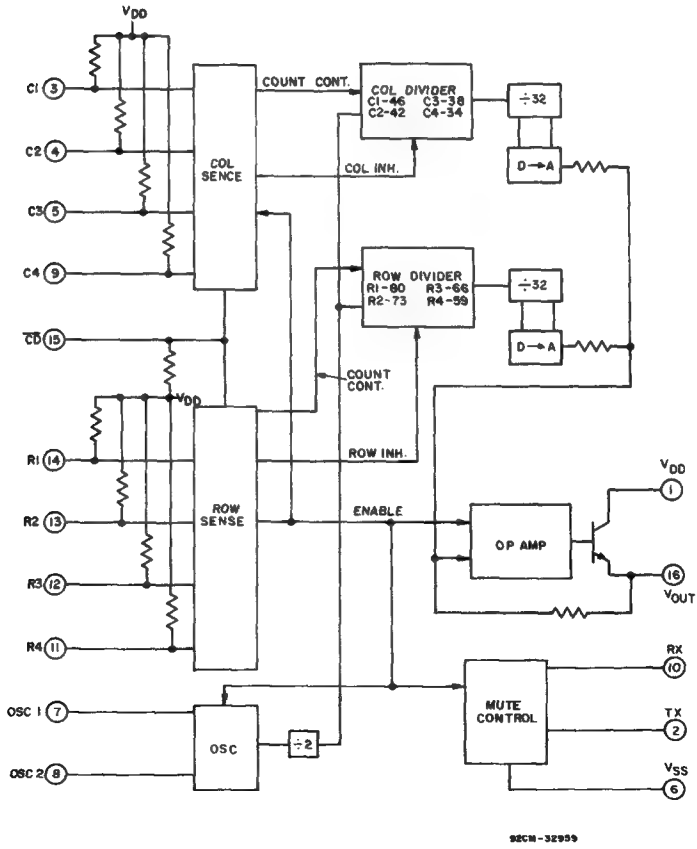 VDD
C1 3
COUNT CONT.
COL DIVIDER
C1-46 C3-38
C2-42 C4-34
÷32
C2 4
COL
SENCE
COL INH.
D→A
C3 5
C4 9
ROW DIVIDER
R1-80 R3-66
R2-73 R4-59
÷32
CD 15
D→A
COUNT
CONT.
VDD
R1 14
ROW INH.
VDD
1
R2 13
ROW
SENSE
ENABLE
OP AMP
R3 12
16
VOUT
R4 11
RX
10
OSC 1 7
MUTE
CONTROL
TX
2
OSC
÷2
OSC 2 8
VSS
6
92CM-32959